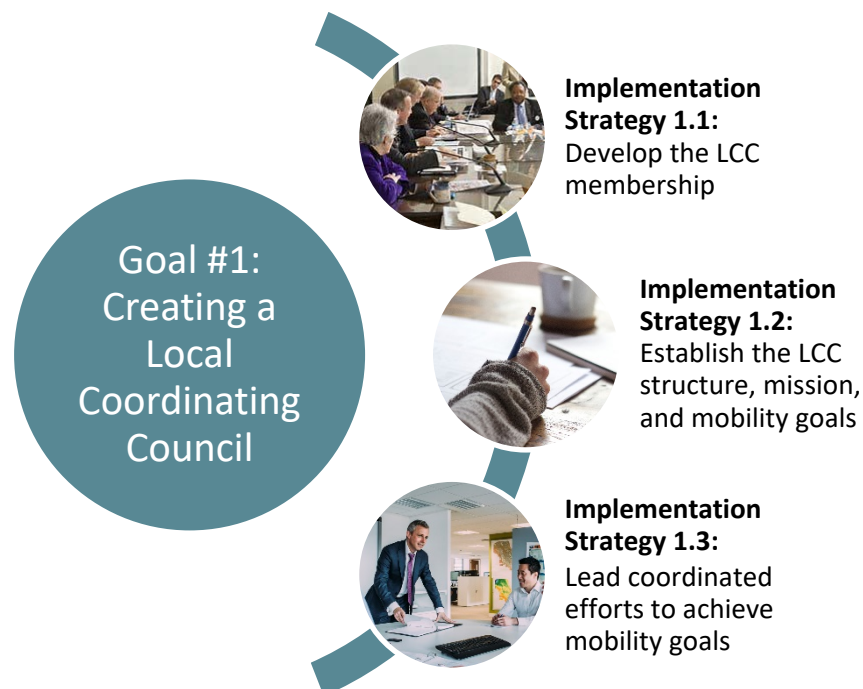 Goal #1:
Creating a
Local
Coordinating
Council
Implementation
Strategy 1.1:
Develop the LCC
membership
Implementation
Strategy 1.2:
Establish the LCC
structure, mission,
and mobility goals
Implementation
Strategy 1.3:
Lead coordinated
efforts to achieve
mobility goals